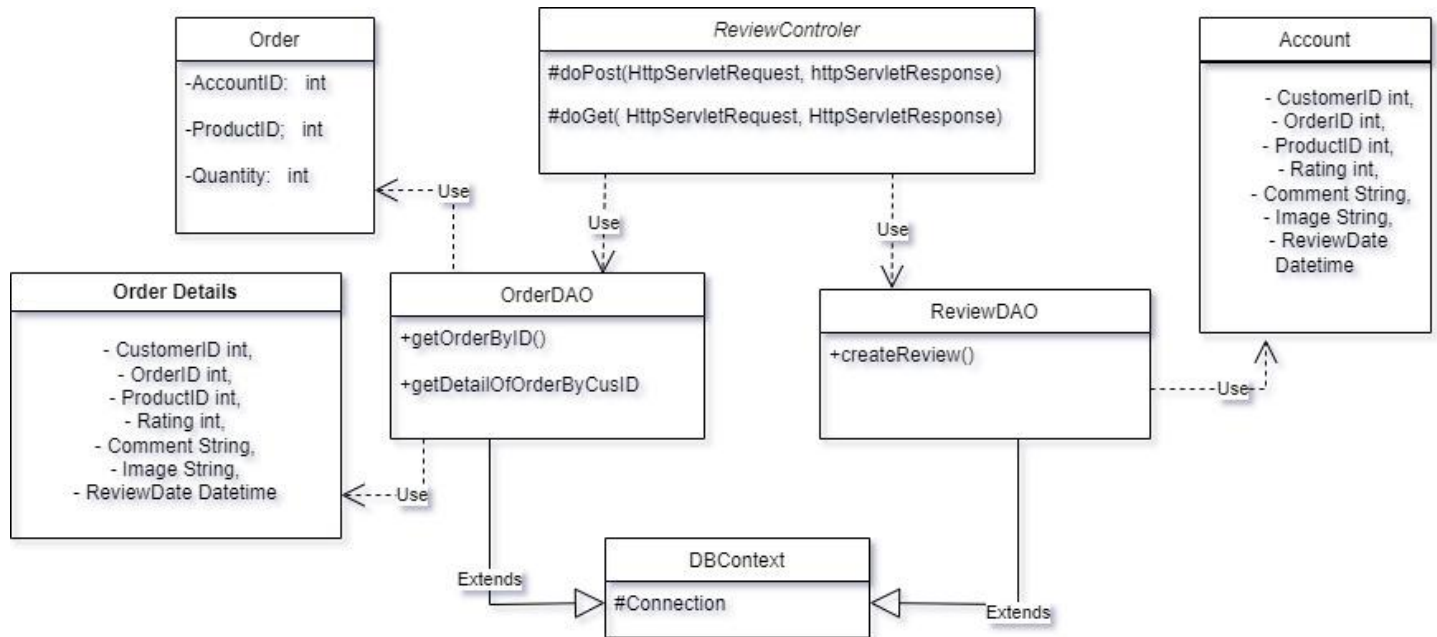 Order
-AccountID:   int
-ProductID;   int
-Quantity:   int
ReviewControler
#doPost(HttpServletRequest, httpServletResponse)
#doGet( HttpServletRequest, HttpServletResponse)
Account
- CustomerID int,
- OrderID int,
- ProductID int,
- Rating int,
- Comment String,
- Image String,
- ReviewDate
Datetime
Use
Use
Use
Order Details
- CustomerID int,
- OrderID int,
- ProductID int,
- Rating int,
- Comment String,
- Image String,
- ReviewDate Datetime
OrderDAO
+getOrderByID()
+getDetailOfOrderByCusID
ReviewDAO
+createReview()
Use
Use
DBContext
#Connection
Extends
Extends